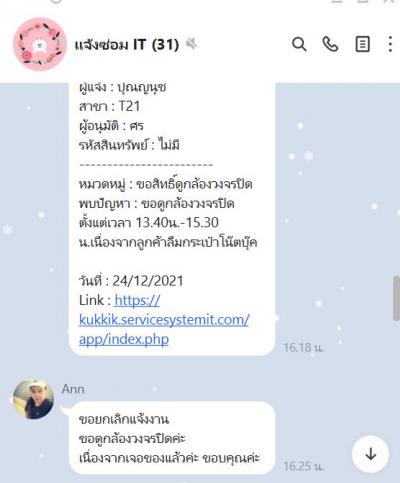 แจ้งซ่อม IT (31)
ผู้แจ้ง : ปุณญนุช
สาขา : T21
ผู้อนุมัติ : ศร
รหัสสินทรัพย์ : ไม่มี
-----------------------
หมวดหมู่ : ขอสิทธิ์ดูกล้องวงจรปิด
พบปัญหา : ขอดูกล้องวงจรปิด
ตั้งแต่เวลา 13.40น.-15.30
น.เนื่องจากลูกค้าลืมกระเป๋าโน๊ตบุ๊ค
วันที่ : 24/12/2021
Link : https://
kukkik.servicesystemit.com/
app/index.php
16.18 น.
Ann
ขอยกเลิกแจ้งงาน
ขอดูกล้องวงจรปิดค่ะ
เนื่องจากเจอของแล้วค่ะ ขอบคุณค่ะ
16.25 น.